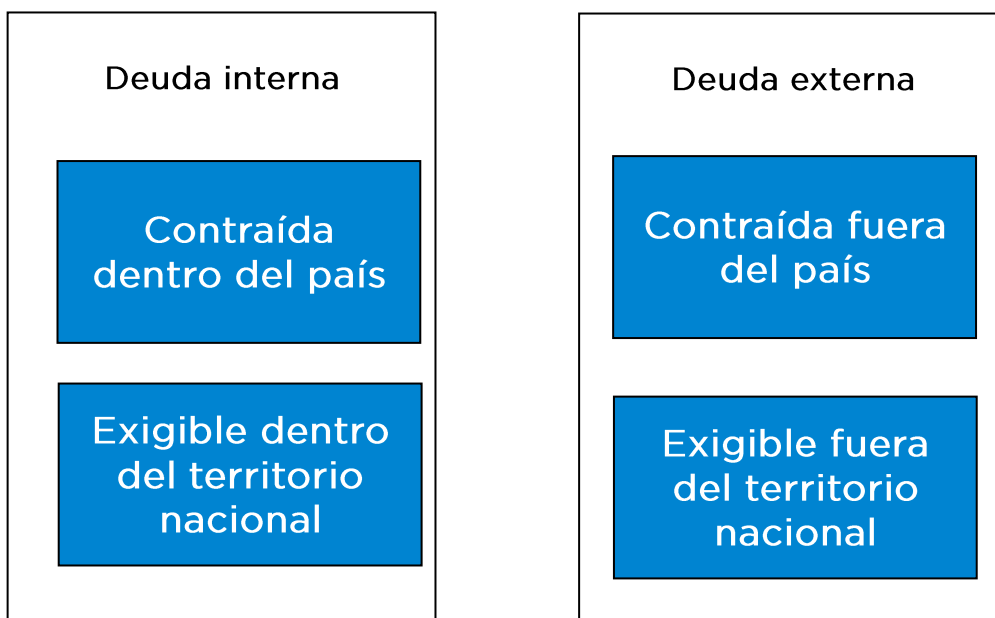 Deuda interna
Contraída
dentro del país
Exigible dentro
del territorio
nacional
Deuda externa
Contraída fuera
del país
Exigible fuera
del territorio
nacional